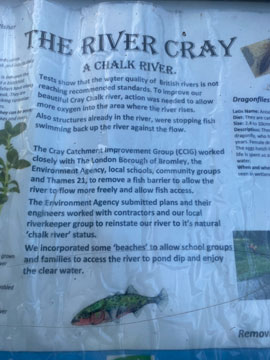 THE RIVER CRAY
A CHALK RIVER.
Tests show that the water quality of British rivers is not
reaching recommended standards. To improve our
beautiful Cray Chalk river, action was needed to allow
more oxygen into the area where the river rises.
Also structures already in the river, were stopping fish
swimming back up the river against the flow.
The Cray Catchment Improvement Group (CCIG) worked
closely with The London Borough of Bromley, the
Environment Agency, local schools, community groups
and Thames 21, to remove a fish barrier to allow the
river to flow more freely and allow fish access.
The Environment Agency submitted plans and their
engineers worked with contractors and our local
riverkeeper group to reinstate our river to it's natural
'chalk river' status.
We incorporated some 'beaches' to allow school groups
and families to access the river to pond dip and enjoy
the clear water.
Dragonflies
Remov